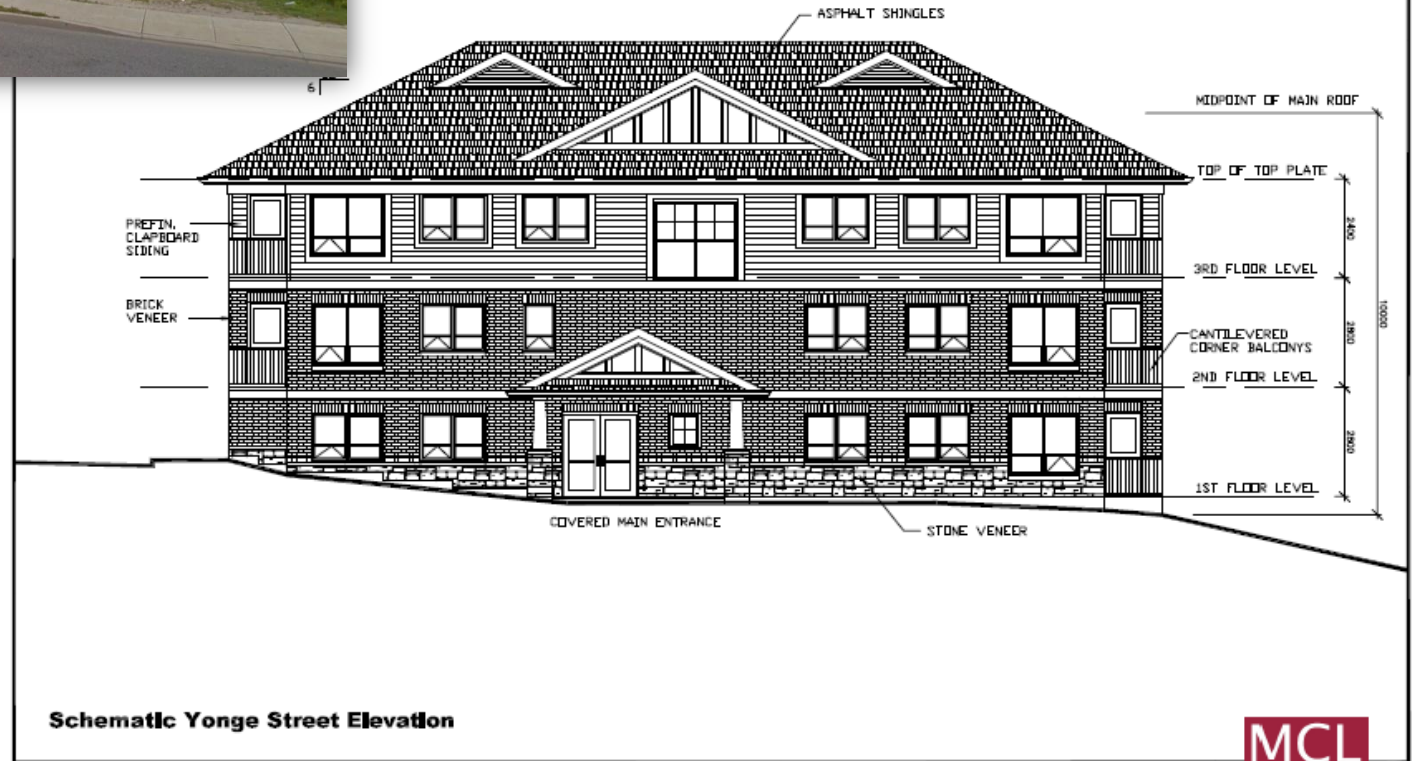 ASPHALT SHINGLES
6
MIDPOINT OF MAIN ROOF
TOP OF TOP PLATE
PREFIN.
CLAPBOARD
SIDING
2400
3RD FLOOR LEVEL
BRICK
VENEER
10000
CANTILEVERED
CORNER BALCONYS
2ND FLOOR LEVEL
1ST FLOOR LEVEL
COVERED MAIN ENTRANCE
STONE VENEER
Schematic Yonge Street Elevation
MCL